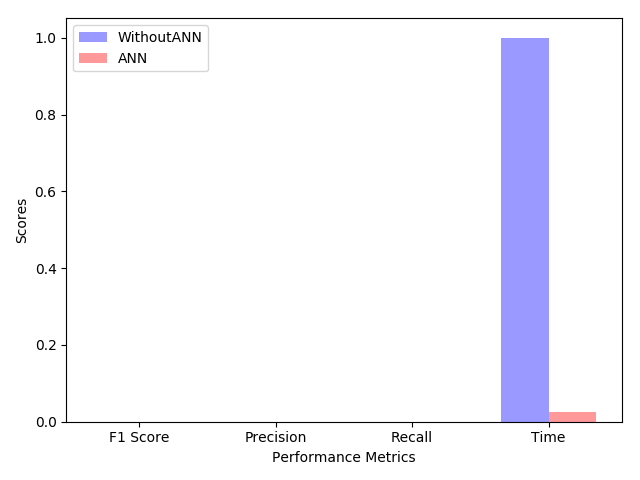 WithoutANN
ANN
1.0
0.8
0.6
0.4
0.2
0.0
Scores
F1 Score Precision Recall Time
Performance Metrics